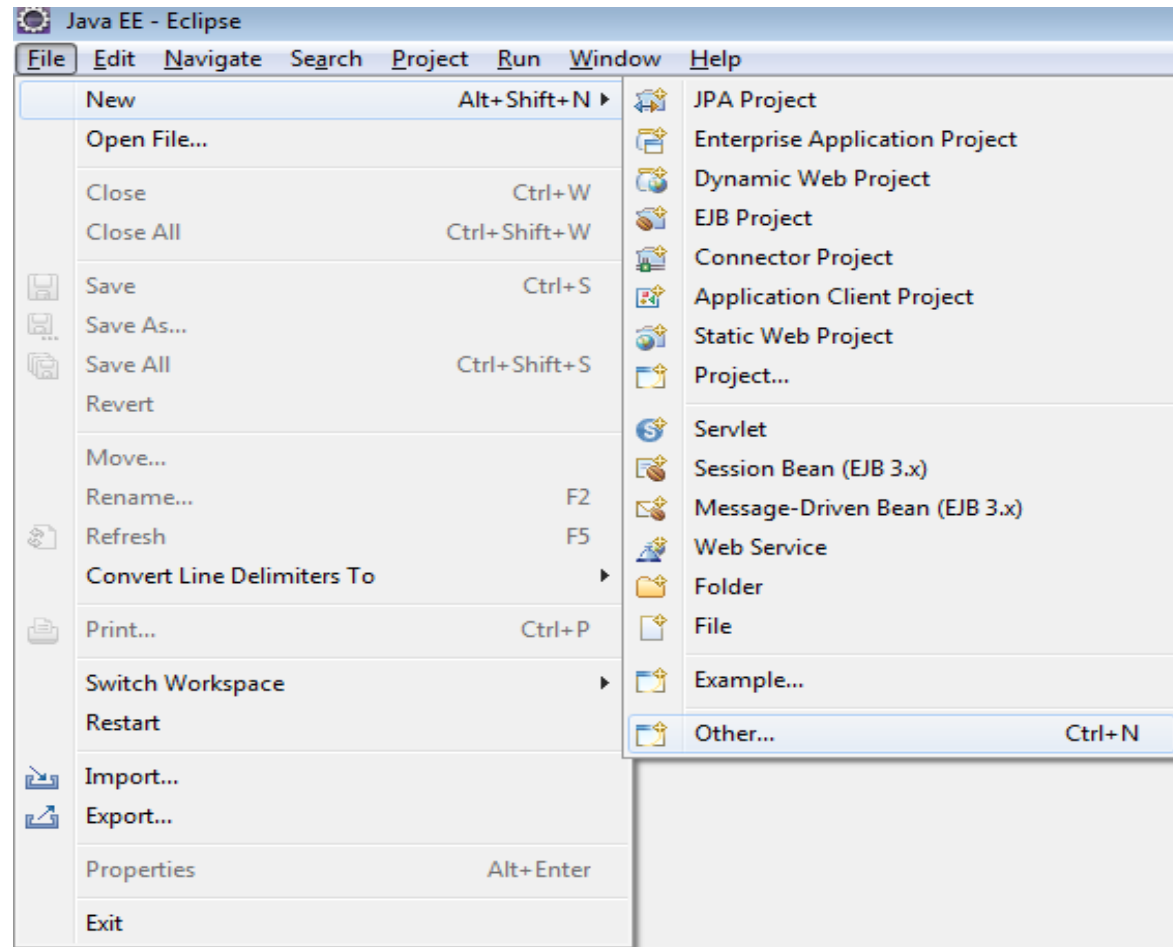 Java EE - Eclipse
File Edit Navigate Search Project Run Window Help
New Alt+Shift+N
Open File...
Close Ctrl+W
Close All Ctrl+Shift+W
Save Ctrl+S
Save As...
Save All Ctrl+Shift+S
Revert
Move...
Rename... F2
Refresh F5
Convert Line Delimiters To
Print... Ctrl+P
Switch Workspace
Restart
Import...
Export...
Properties Alt+Enter
Exit
JPA Project
Enterprise Application Project
Dynamic Web Project
EJB Project
Connector Project
Application Client Project
Static Web Project
Project...
Servlet
Session Bean (EJB 3.x)
Message-Driven Bean (EJB 3.x)
Web Service
Folder
File
Example...
Other... Ctrl+N